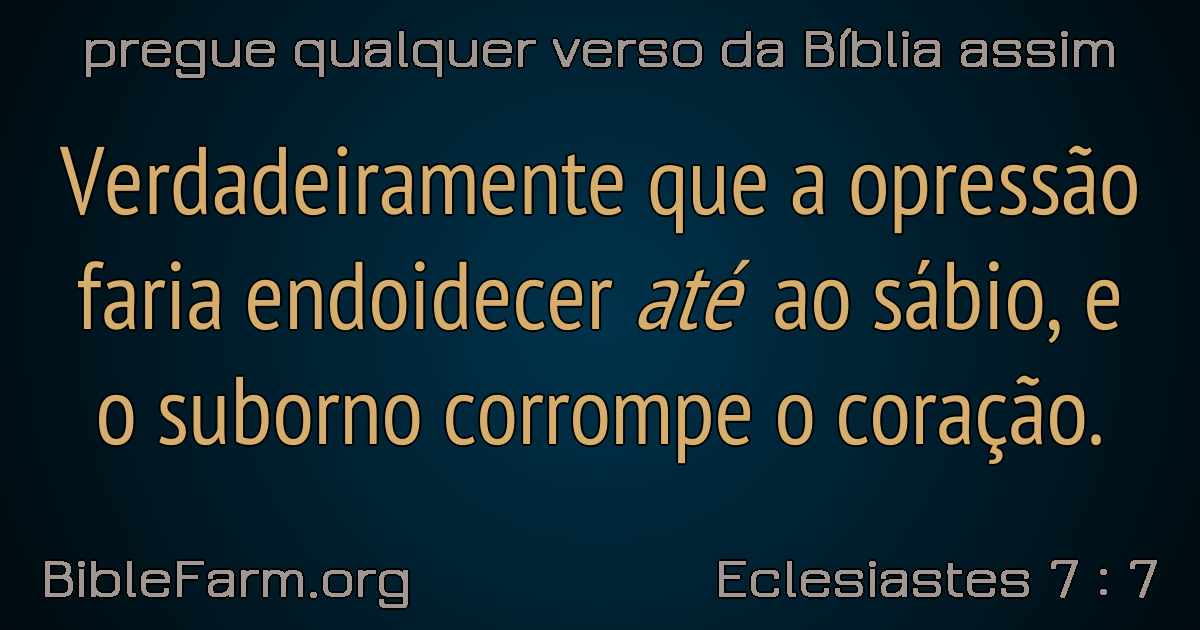 pregue qualquer verso da Bíblia assim
Verdadeiramente que a opressão
faria endoidecer até ao sábio, e
o suborno corrompe o coração.
BibleFarm.org
Eclesiastes 7 : 7